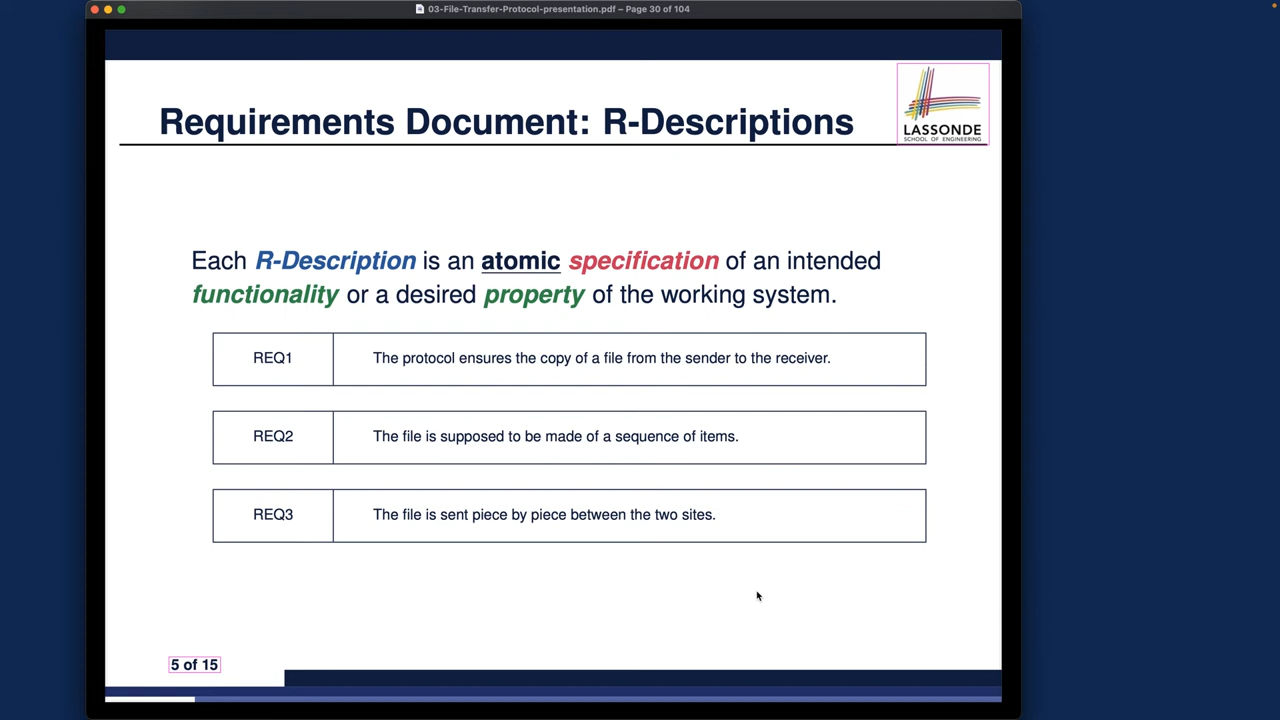 03-File-Transfer-Protocol-presentation.pdf – Page 30 of 104
Requirements Document: R-Descriptions
LASSONDE
SCHOOL OF ENGINEERING
Each R-Description is an atomic specification of an intended
functionality or a desired property of the working system.
REQ1 The protocol ensures the copy of a file from the sender to the receiver.
REQ2 The file is supposed to be made of a sequence of items.
REQ3 The file is sent piece by piece between the two sites.
5 of 15